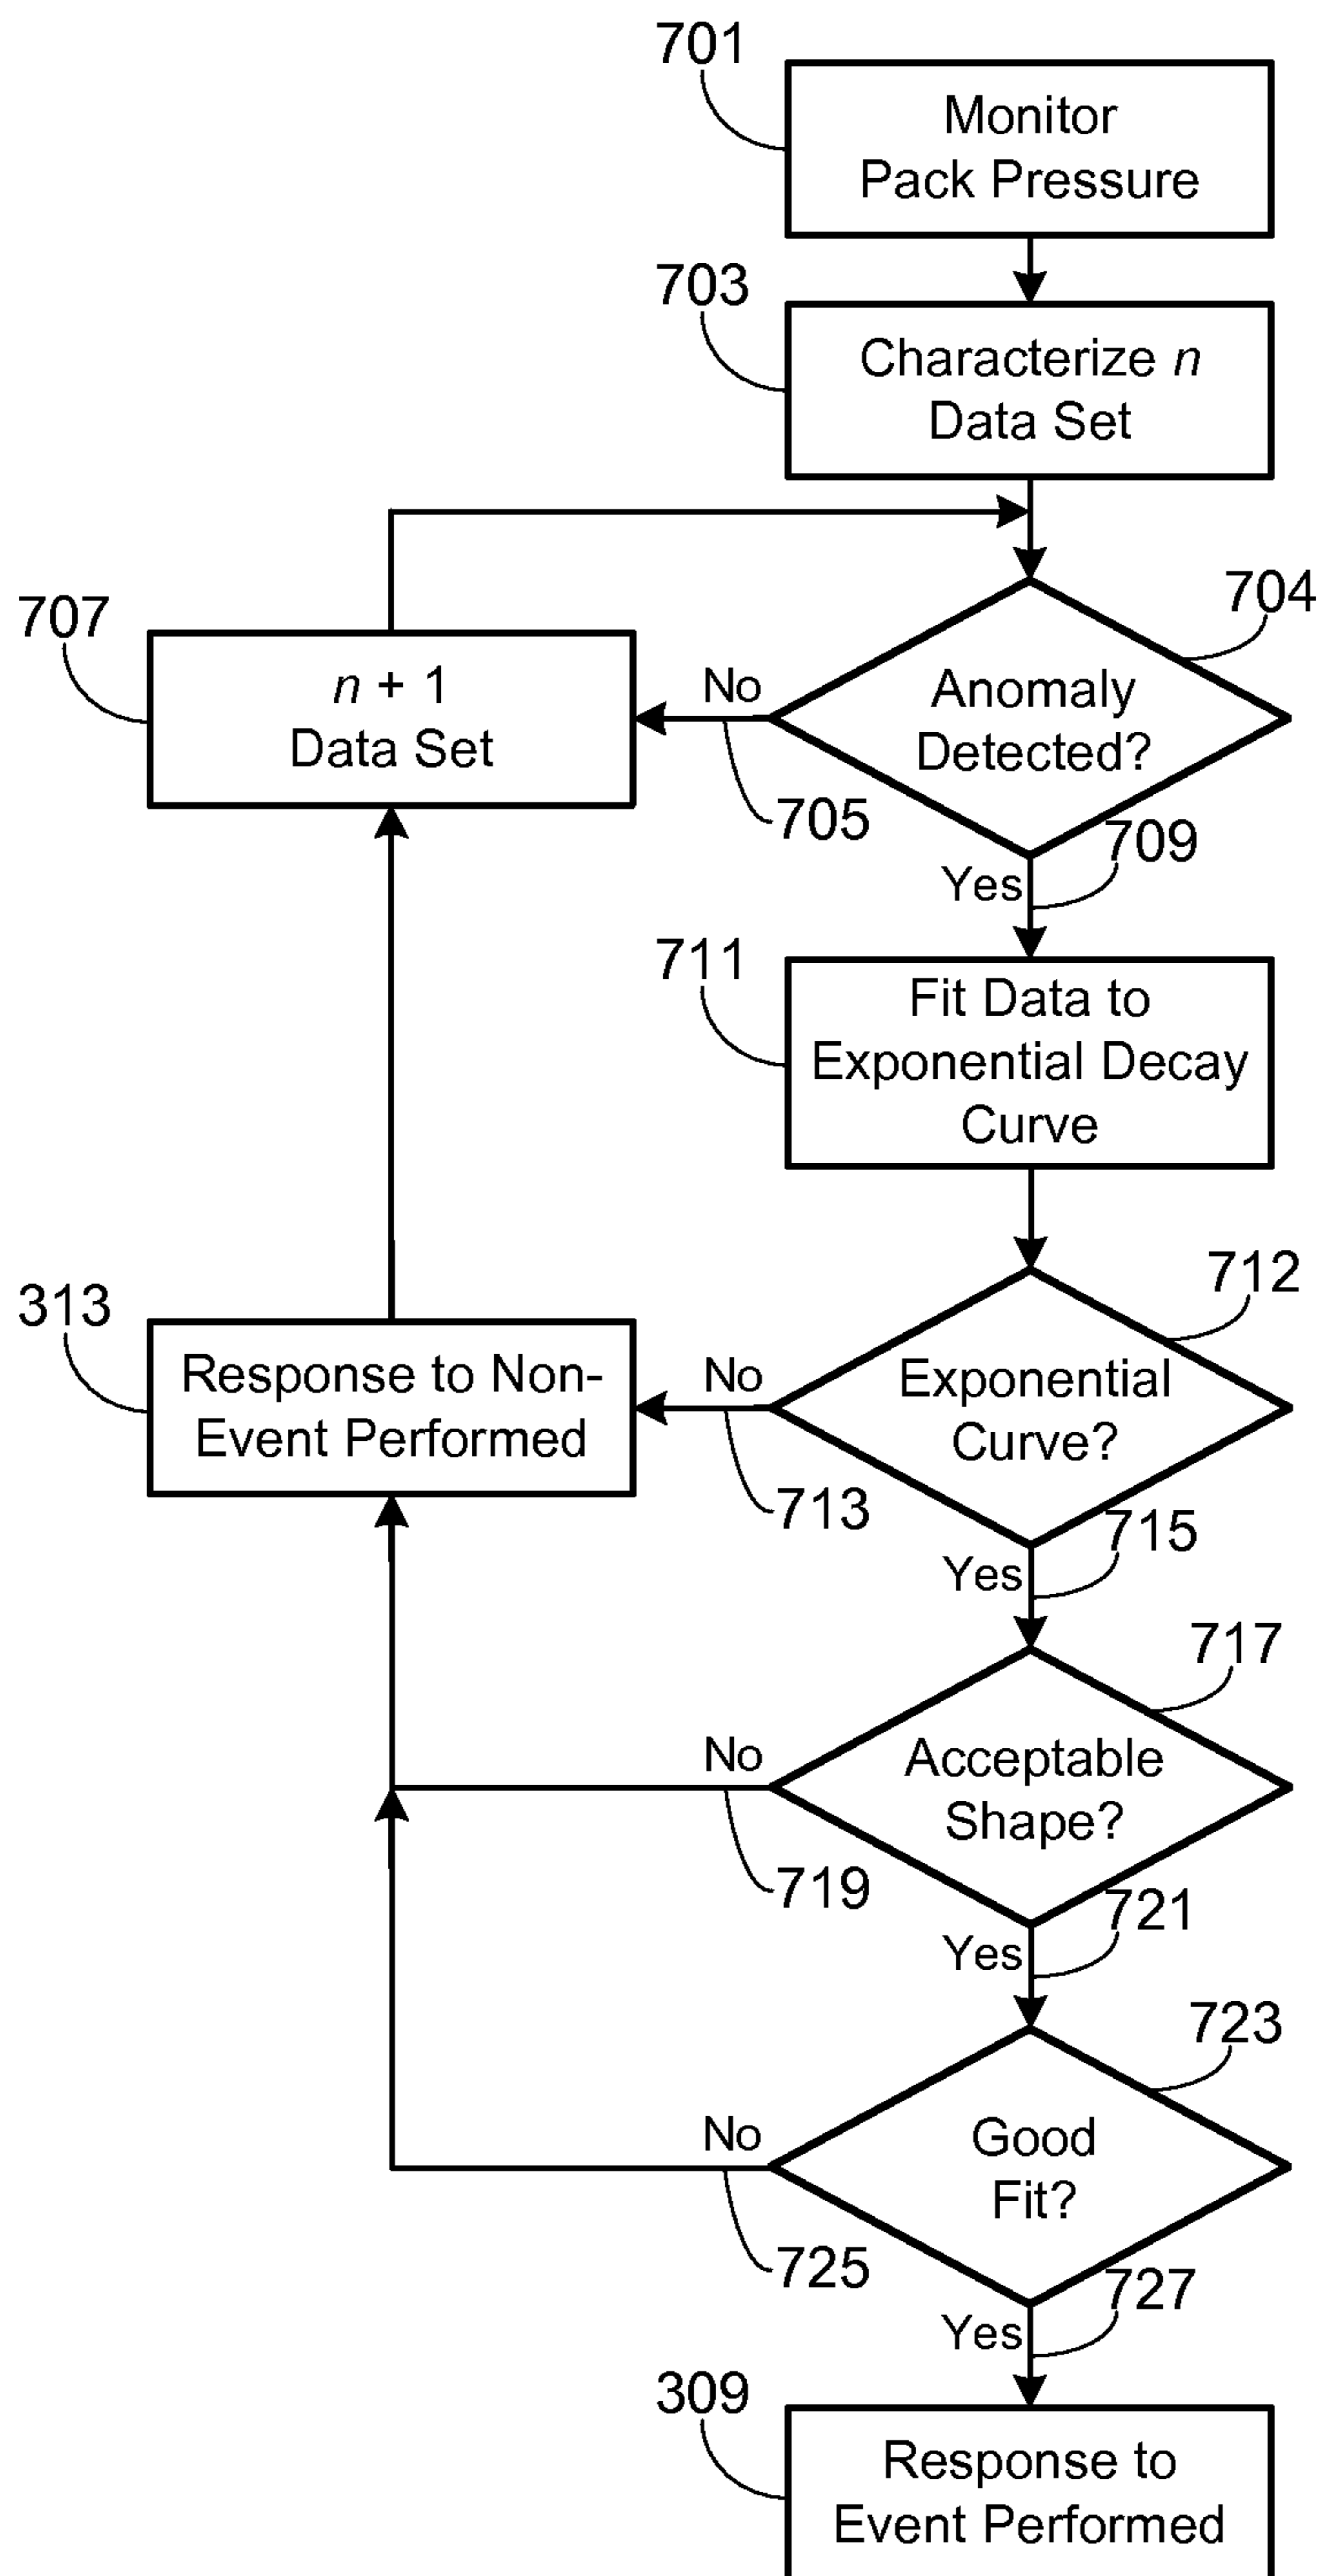 701
Monitor
Pack Pressure
703
Characterize n
Data Set
704
707
n + 1
Data Set
No
Anomaly
Detected?
705
709
Yes
711
Fit Data to
Exponential Decay
Curve
712
313
Response to Non-
Event Performed
No
Exponential
Curve?
713
715
Yes
717
No
Acceptable
Shape?
719
721
Yes
723
No
Good
Fit?
725
727
Yes
309
Response to
Event Performed